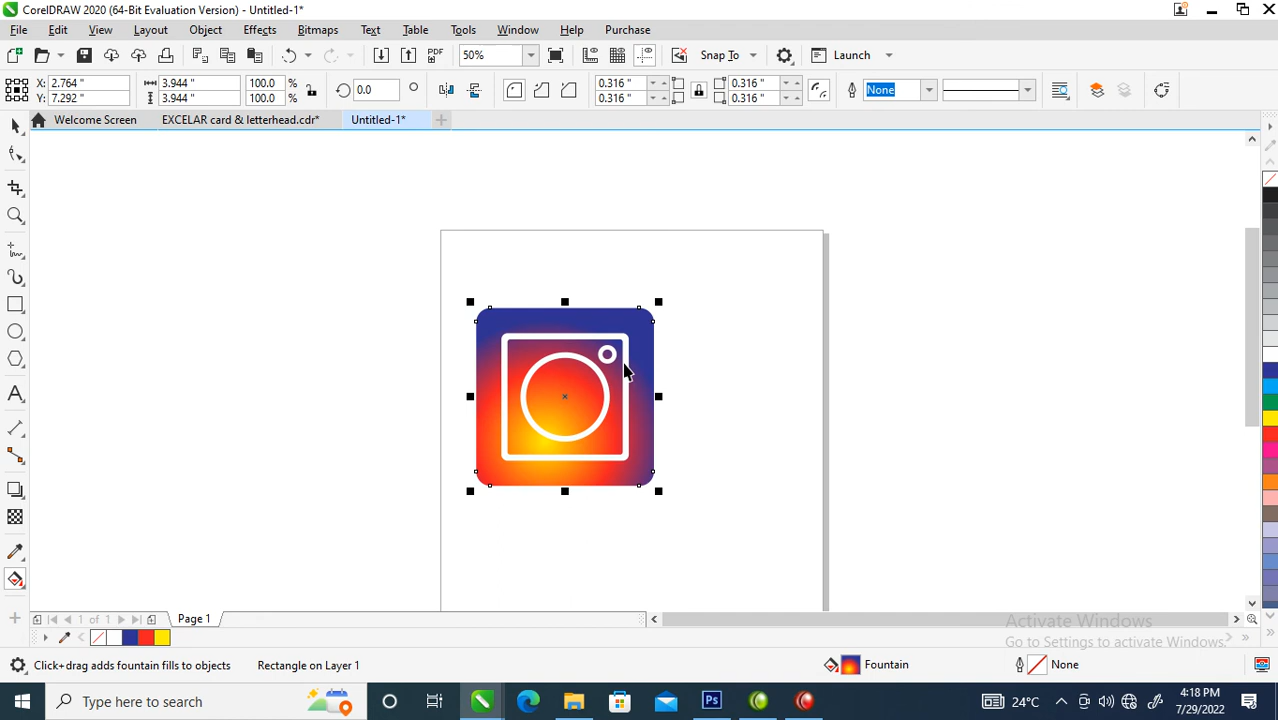 CorelDRAW 2020 (64-Bit Evaluation Version) - Untitled-1*
File Edit View Layout Object Effects Bitmaps Text Table Tools Window Help Purchase
PDF 50% Snap To Launch
X: 2.764 " 3.944 " 100.0 % 0.0 0.316 " 0.316 " None
Y: 7.292 " 3.944 " 100.0 % 0.316 " 0.316 "
Welcome Screen EXCELAR card & letterhead.cdr* Untitled-1*
1 of 1 Page 1
Activate Windows
Go to Settings to activate Windows.
Click+drag adds fountain fills to objects Rectangle on Layer 1 Fountain None
Type here to search Ps 24°C 4:18 PM
7/29/2022